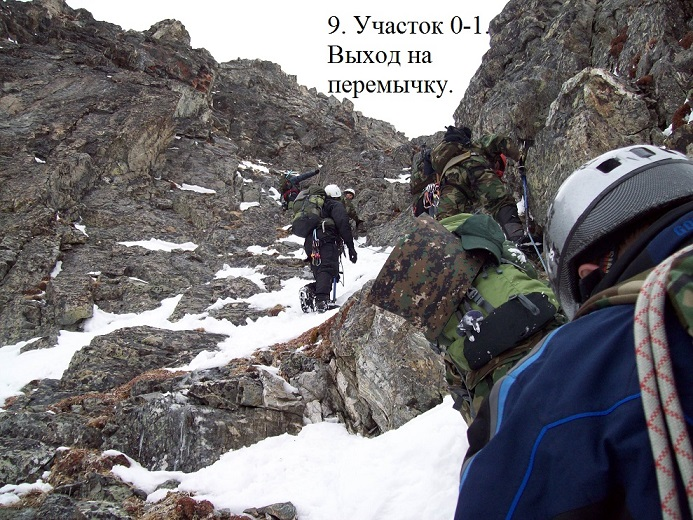 9. Участок 0-1.
Выход на
перемычку.